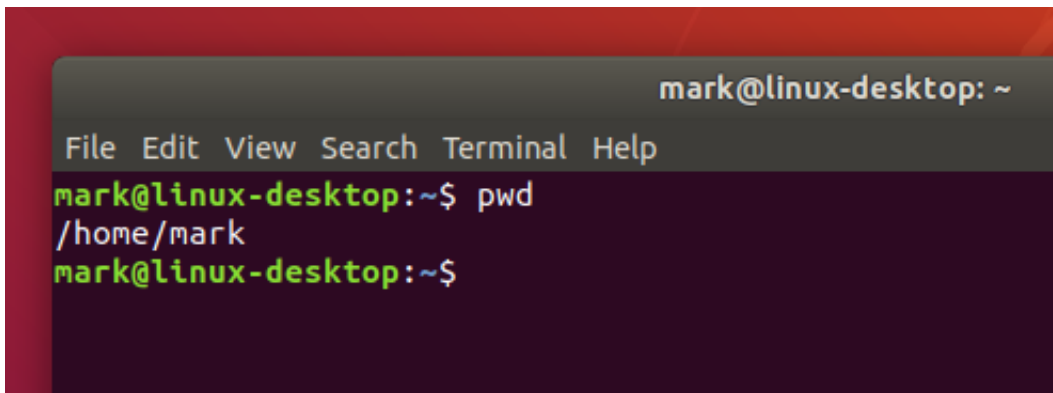 mark@linux-desktop: ~
File Edit View Search Terminal Help
mark@linux-desktop:~$ pwd
/home/mark
mark@linux-desktop:~$